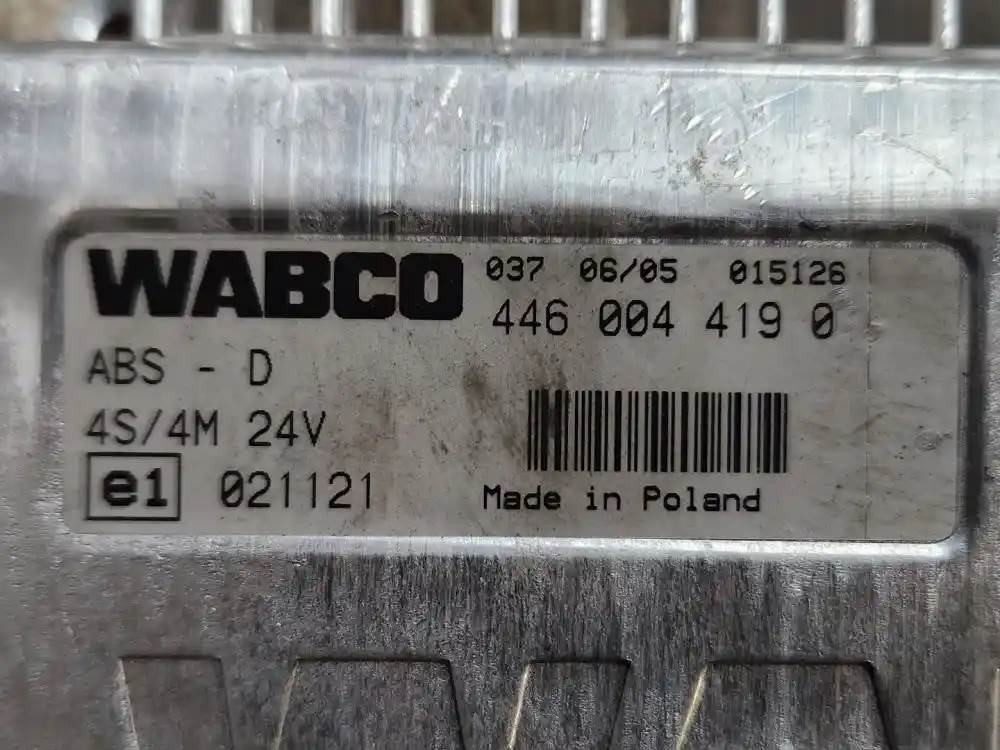 WABCO 037 06/05 015126
446 004 419 0
ABS - D
4S/4M 24V
e1 021121
Made in Poland